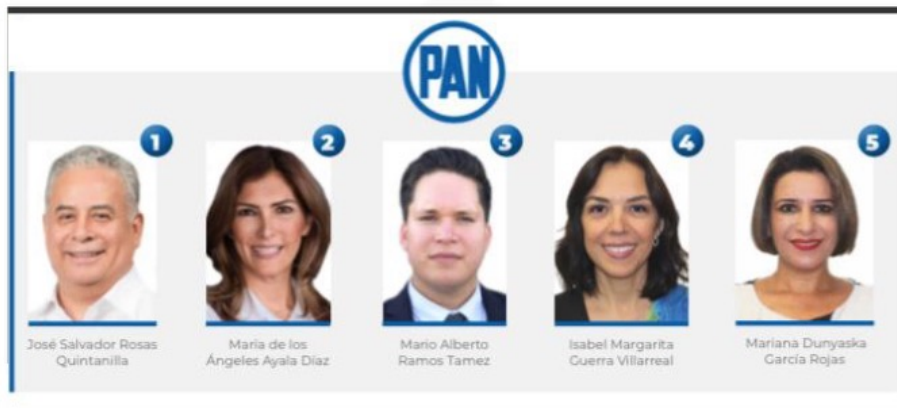 PAN
1
2
3
4
5
José Salvador Rosas
Quintanilla
Maria de los
Ángeles Ayala Díaz
Mario Alberto
Ramos Tamez
Isabel Margarita
Guerra Villarreal
Mariana Dunyaska
García Rojas